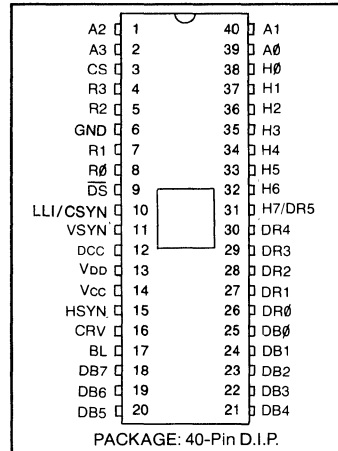 A2 1 40 A1
A3 2 39 AØ
CS 3 38 HØ
R3 4 37 H1
R2 5 36 H2
GND 6 35 H3
R1 7 34 H4
RØ 8 33 H5
D̅S̅ 9 32 H6
LLI/CSYN 10 31 H7/DR5
VSYN 11 30 DR4
DCC 12 29 DR3
VDD 13 28 DR2
VCC 14 27 DR1
HSYN 15 26 DRØ
CRV 16 25 DBØ
BL 17 24 DB1
DB7 18 23 DB2
DB6 19 22 DB3
DB5 20 21 DB4
PACKAGE: 40-Pin D.I.P.